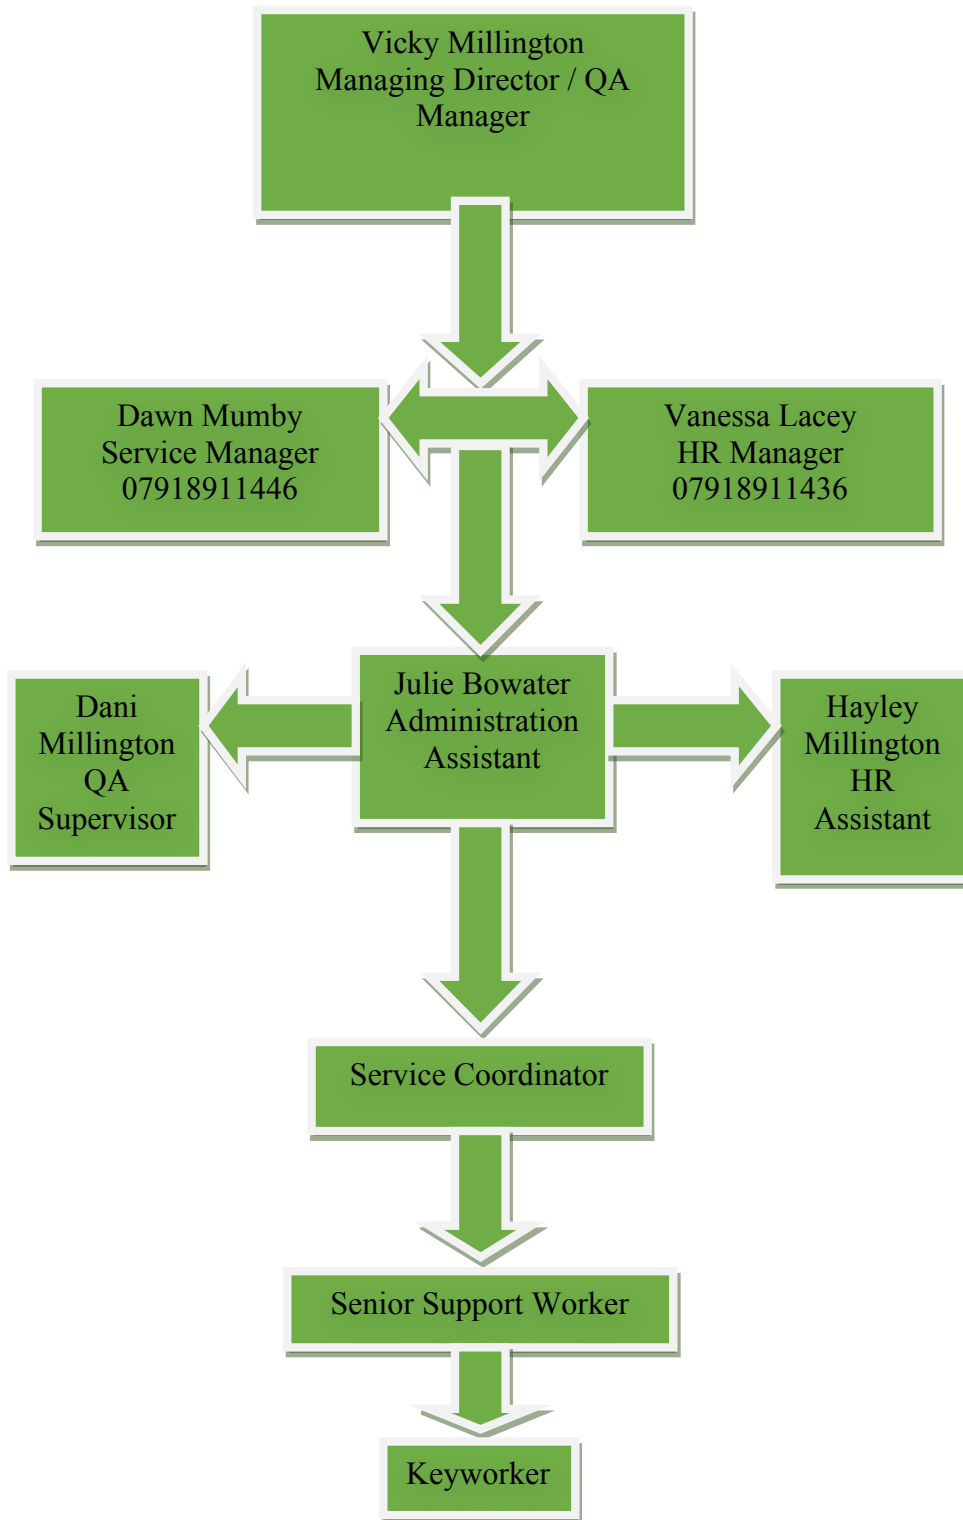 Vicky Millington
Managing Director / QA
Manager
Dawn Mumby
Service Manager
07918911446
Vanessa Lacey
HR Manager
07918911436
Dani
Millington
QA
Supervisor
Julie Bowater
Administration
Assistant
Hayley
Millington
HR
Assistant
Service Coordinator
Senior Support Worker
Keyworker